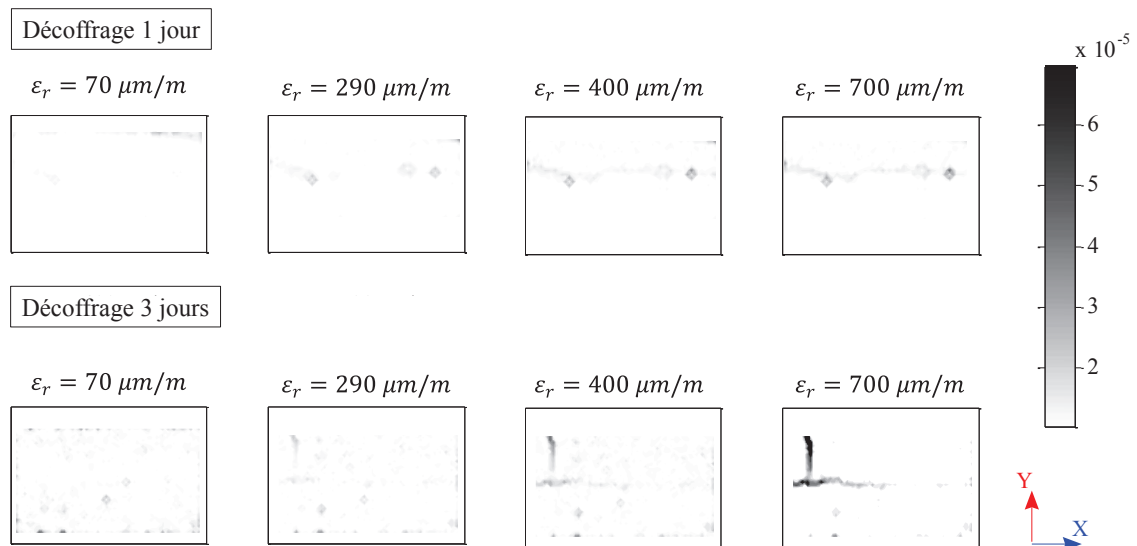 Décoffrage 1 jour
x 10⁻⁵
εᵣ = 70 μm/m
εᵣ = 290 μm/m
εᵣ = 400 μm/m
εᵣ = 700 μm/m
6
5
4
3
2
Décoffrage 3 jours
εᵣ = 70 μm/m
εᵣ = 290 μm/m
εᵣ = 400 μm/m
εᵣ = 700 μm/m
Y
X